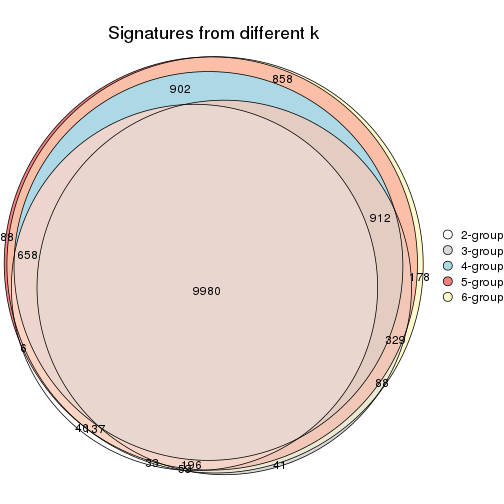 Signatures from different k
858
902
912
88
658
178
9980
329
6
88
137
33
196
41
2-group
3-group
4-group
5-group
6-group